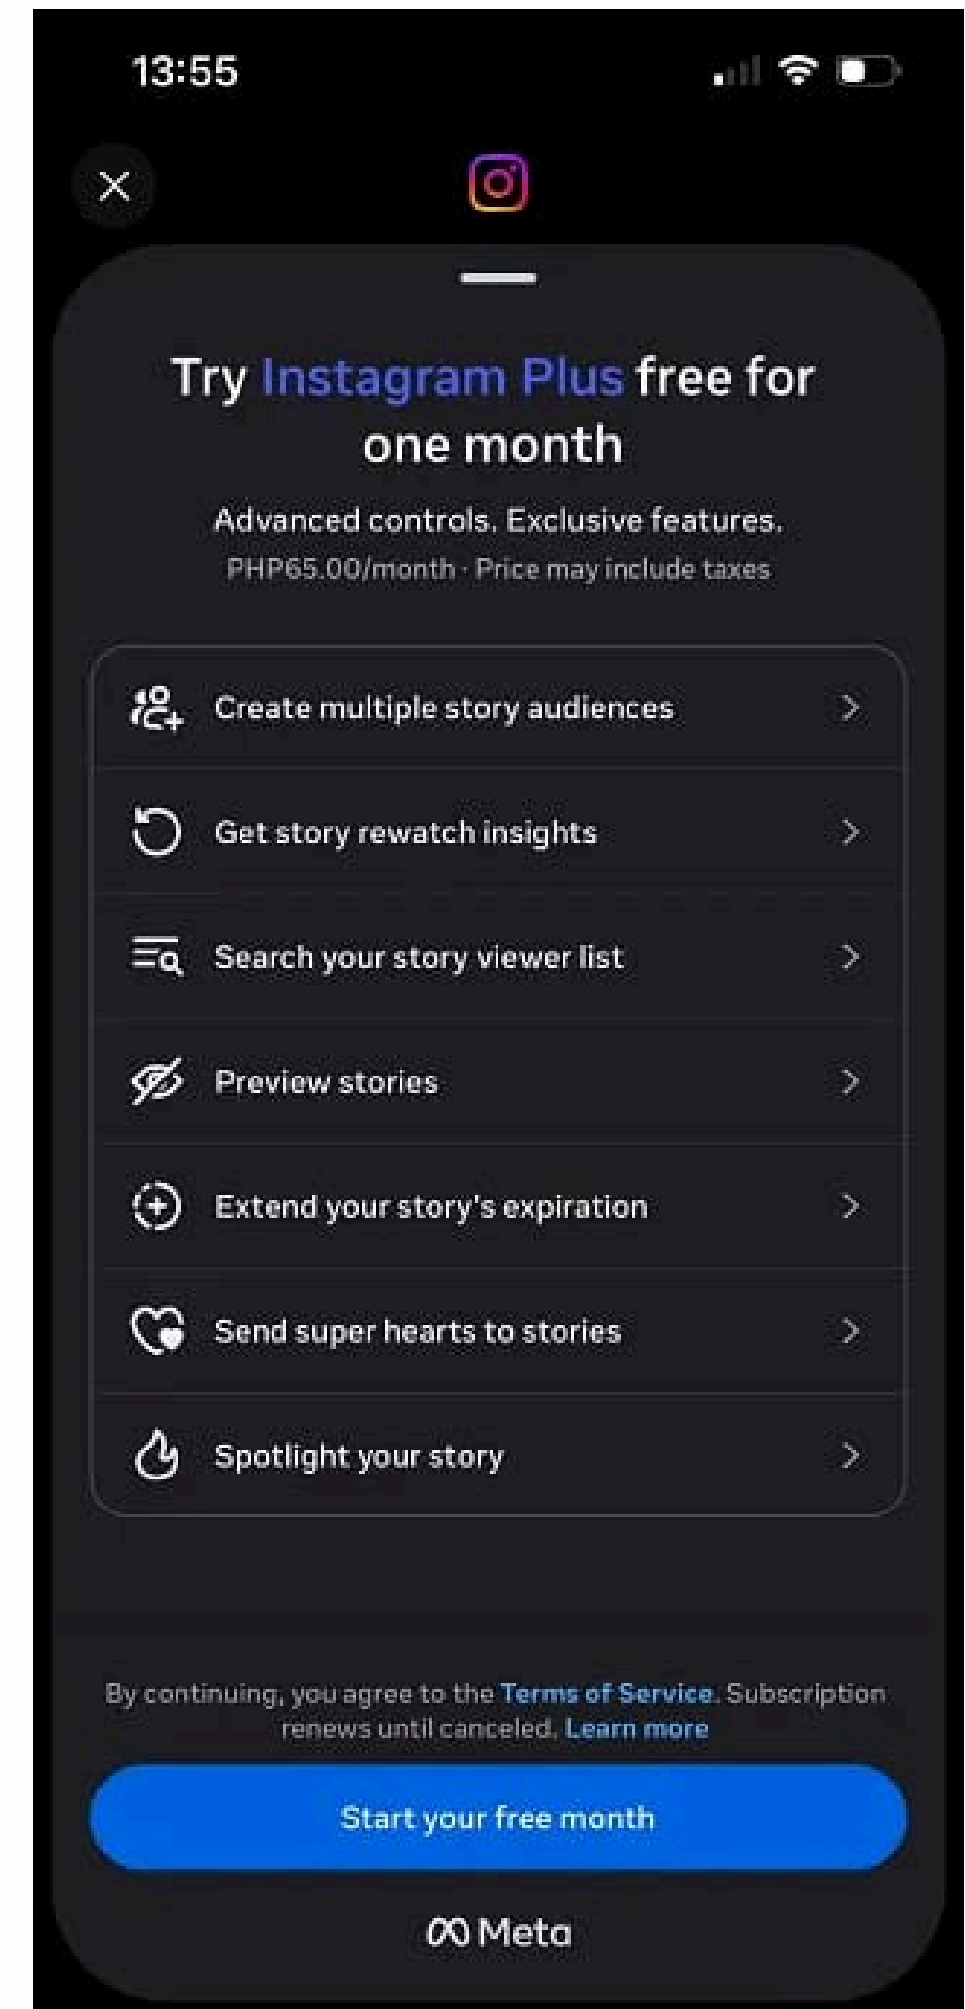 13:55
Try Instagram Plus free for
one month
Advanced controls. Exclusive features.
PHP65.00/month · Price may include taxes
Create multiple story audiences
Get story rewatch insights
Search your story viewer list
Preview stories
Extend your story's expiration
Send super hearts to stories
Spotlight your story
By continuing, you agree to the Terms of Service. Subscription
renews until canceled. Learn more
Start your free month
Meta